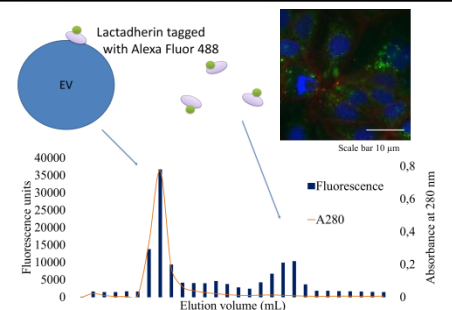 Lactadherin tagged
with Alexa Fluor 488
EV
Scale bar 10 µm
40000
35000
30000
25000
20000
15000
10000
5000
0
Fluorescence units
Fluorescence
A280
0,8
0,6
0,4
0,2
0
Absorbance at 280 nm
Elution volume (mL)